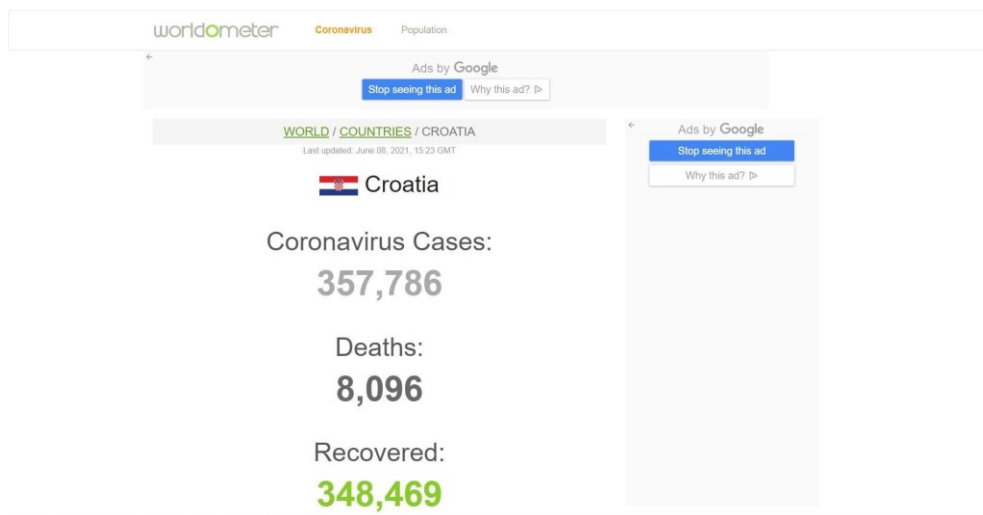 worldometer Coronavirus Population
Ads by Google
Stop seeing this ad Why this ad?
WORLD / COUNTRIES / CROATIA
Last updated: June 08, 2021, 15:23 GMT
Croatia
Coronavirus Cases:
357,786
Deaths:
8,096
Recovered:
348,469
Ads by Google
Stop seeing this ad
Why this ad?